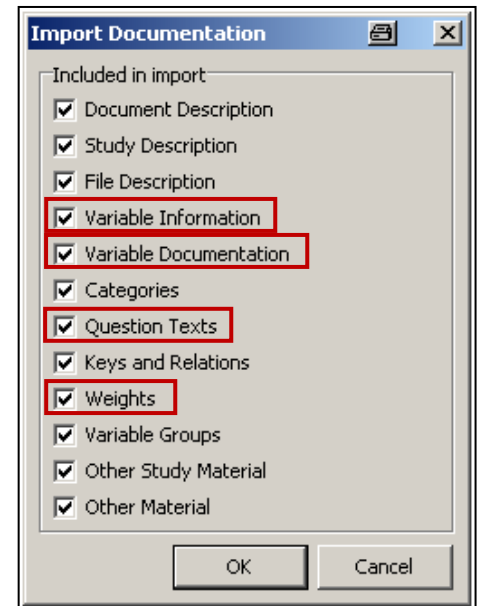 Import Documentation
Included in import
Document Description
Study Description
File Description
Variable Information
Variable Documentation
Categories
Question Texts
Keys and Relations
Weights
Variable Groups
Other Study Material
Other Material
OK Cancel